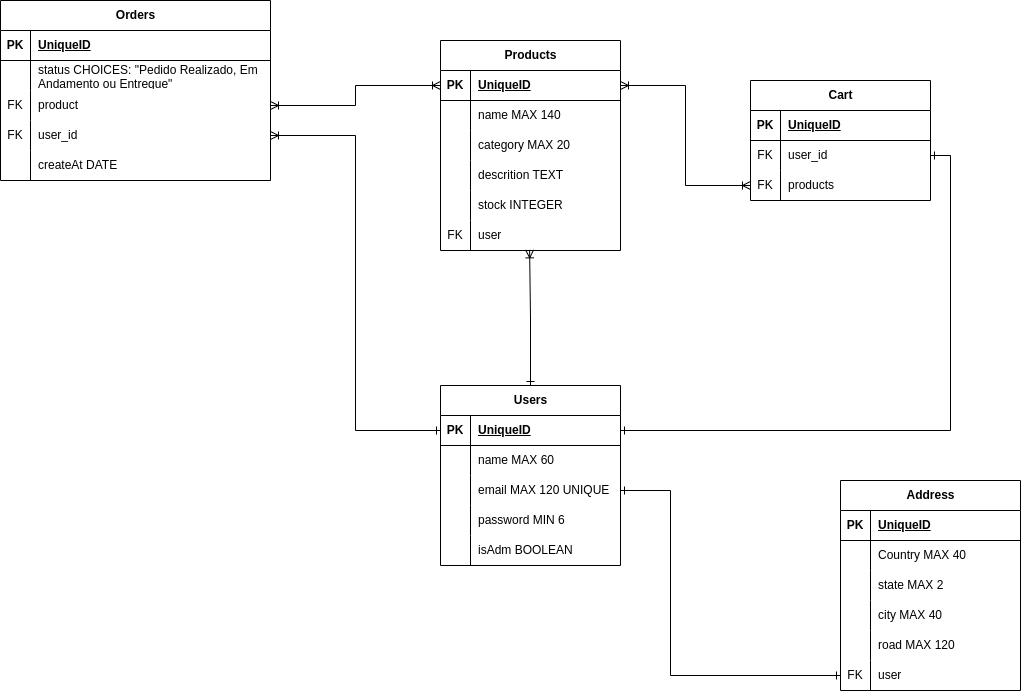 Orders
PK UniqueID
status CHOICES: "Pedido Realizado, Em
Andamento ou Entreque"
FK product
FK user_id
createAt DATE
Products
PK UniqueID
name MAX 140
category MAX 20
descrition TEXT
stock INTEGER
FK user
Cart
PK UniqueID
FK user_id
FK products
Users
PK UniqueID
name MAX 60
email MAX 120 UNIQUE
password MIN 6
isAdm BOOLEAN
Address
PK UniqueID
Country MAX 40
state MAX 2
city MAX 40
road MAX 120
FK user